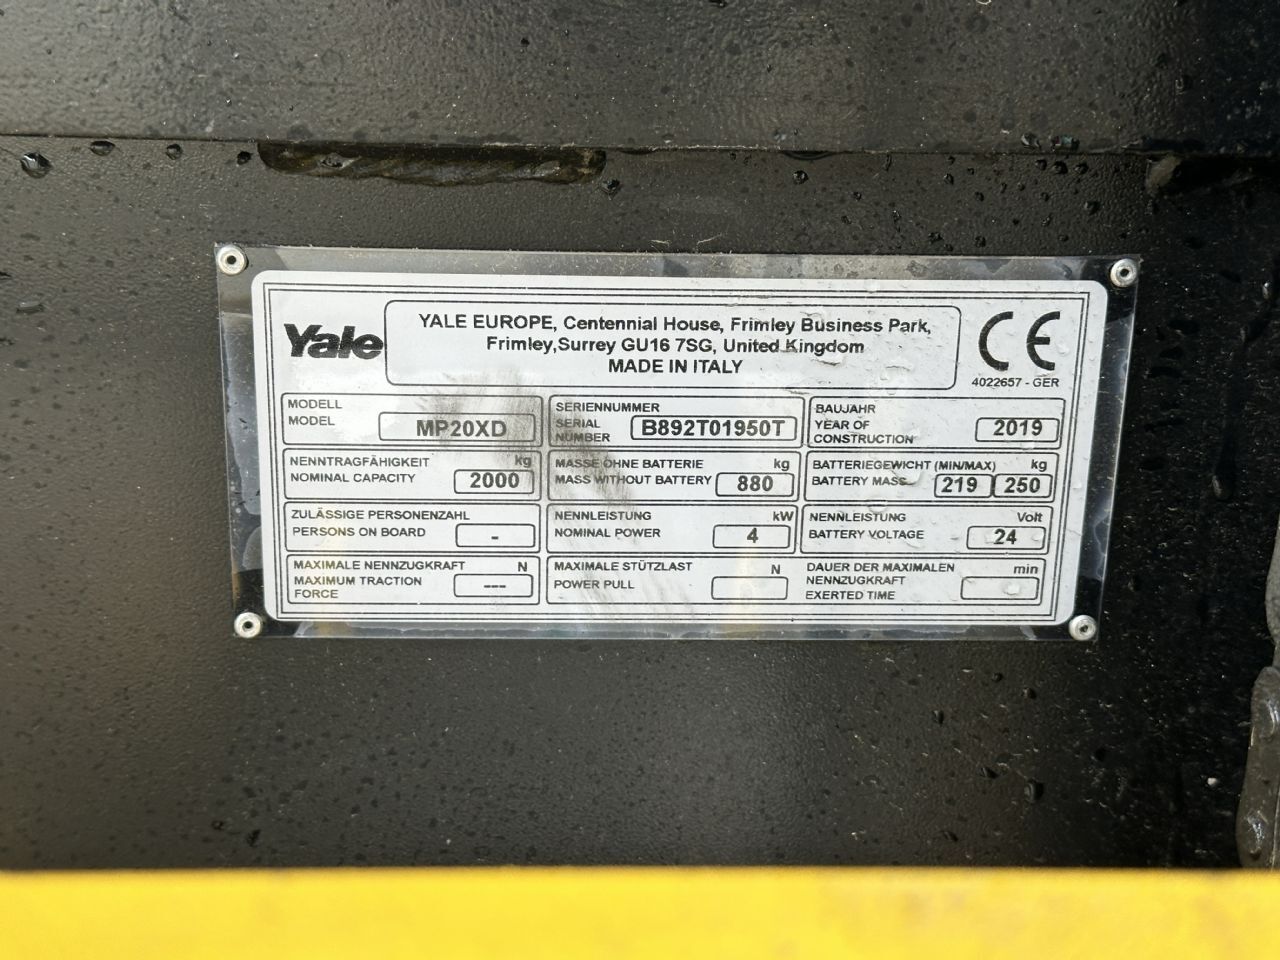 Yale
YALE EUROPE, Centennial House, Frimley Business Park,
Frimley,Surrey GU16 7SG, United Kingdom
MADE IN ITALY
CE
4022657 - GER
MODELL
MODEL
MP20XD
SERIENNUMMER
SERIAL
NUMBER
B892T01950T
BAUJAHR
YEAR OF
CONSTRUCTION
2019
NENNTRAGFÄHIGKEIT kg
NOMINAL CAPACITY 2000
MASSE OHNE BATTERIE kg
MASS WITHOUT BATTERY 880
BATTERIEGEWICHT (MIN/MAX) kg
BATTERY MASS 219 250
ZULÄSSIGE PERSONENZAHL
PERSONS ON BOARD -
NENNLEISTUNG kW
NOMINAL POWER 4
NENNLEISTUNG Volt
BATTERY VOLTAGE 24
MAXIMALE NENNZUGKRAFT N
MAXIMUM TRACTION ---
FORCE
MAXIMALE STÜTZLAST N
POWER PULL
DAUER DER MAXIMALEN min
NENNZUGKRAFT
EXERTED TIME